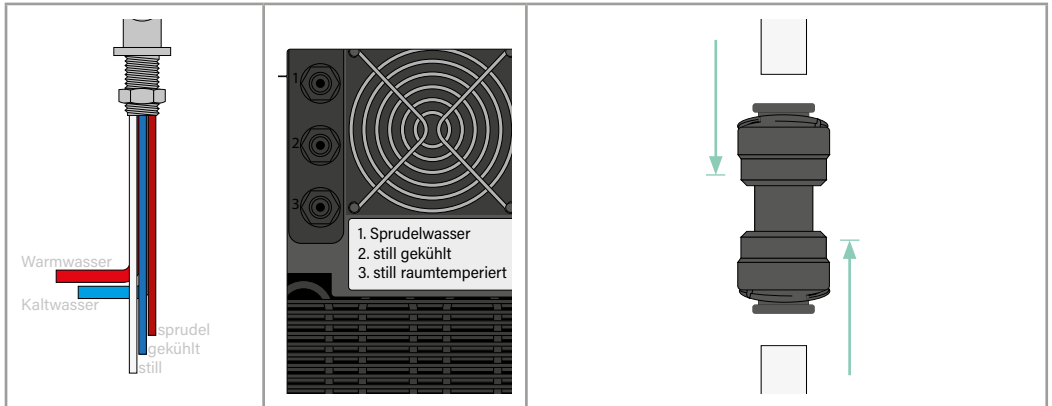 Warmwasser
Kaltwasser
sprudel
gekühlt
still
1
2
3
1. Sprudelwasser
2. still gekühlt
3. still raumtemperiert